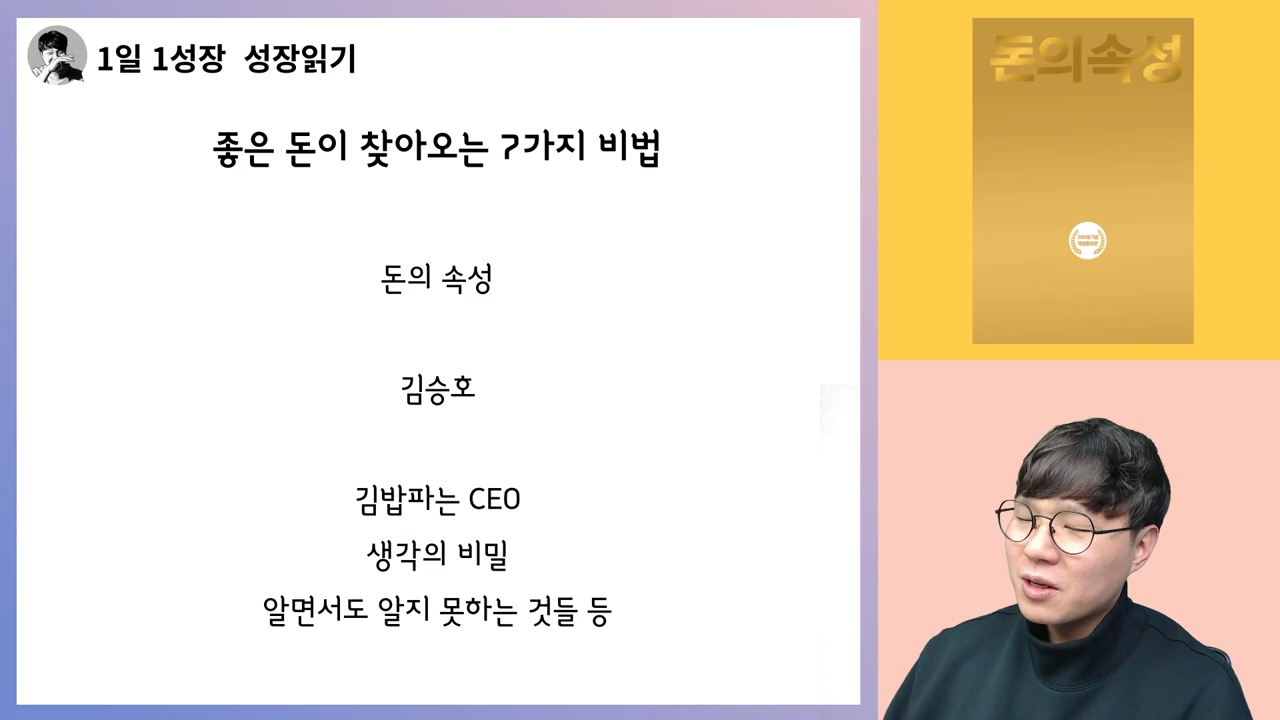 1일 1성장 성장읽기
좋은 돈이 찾아오는 7가지 비법
돈의 속성
김승호
김밥파는 CEO
생각의 비밀
알면서도 알지 못하는 것들 등
돈의 속성